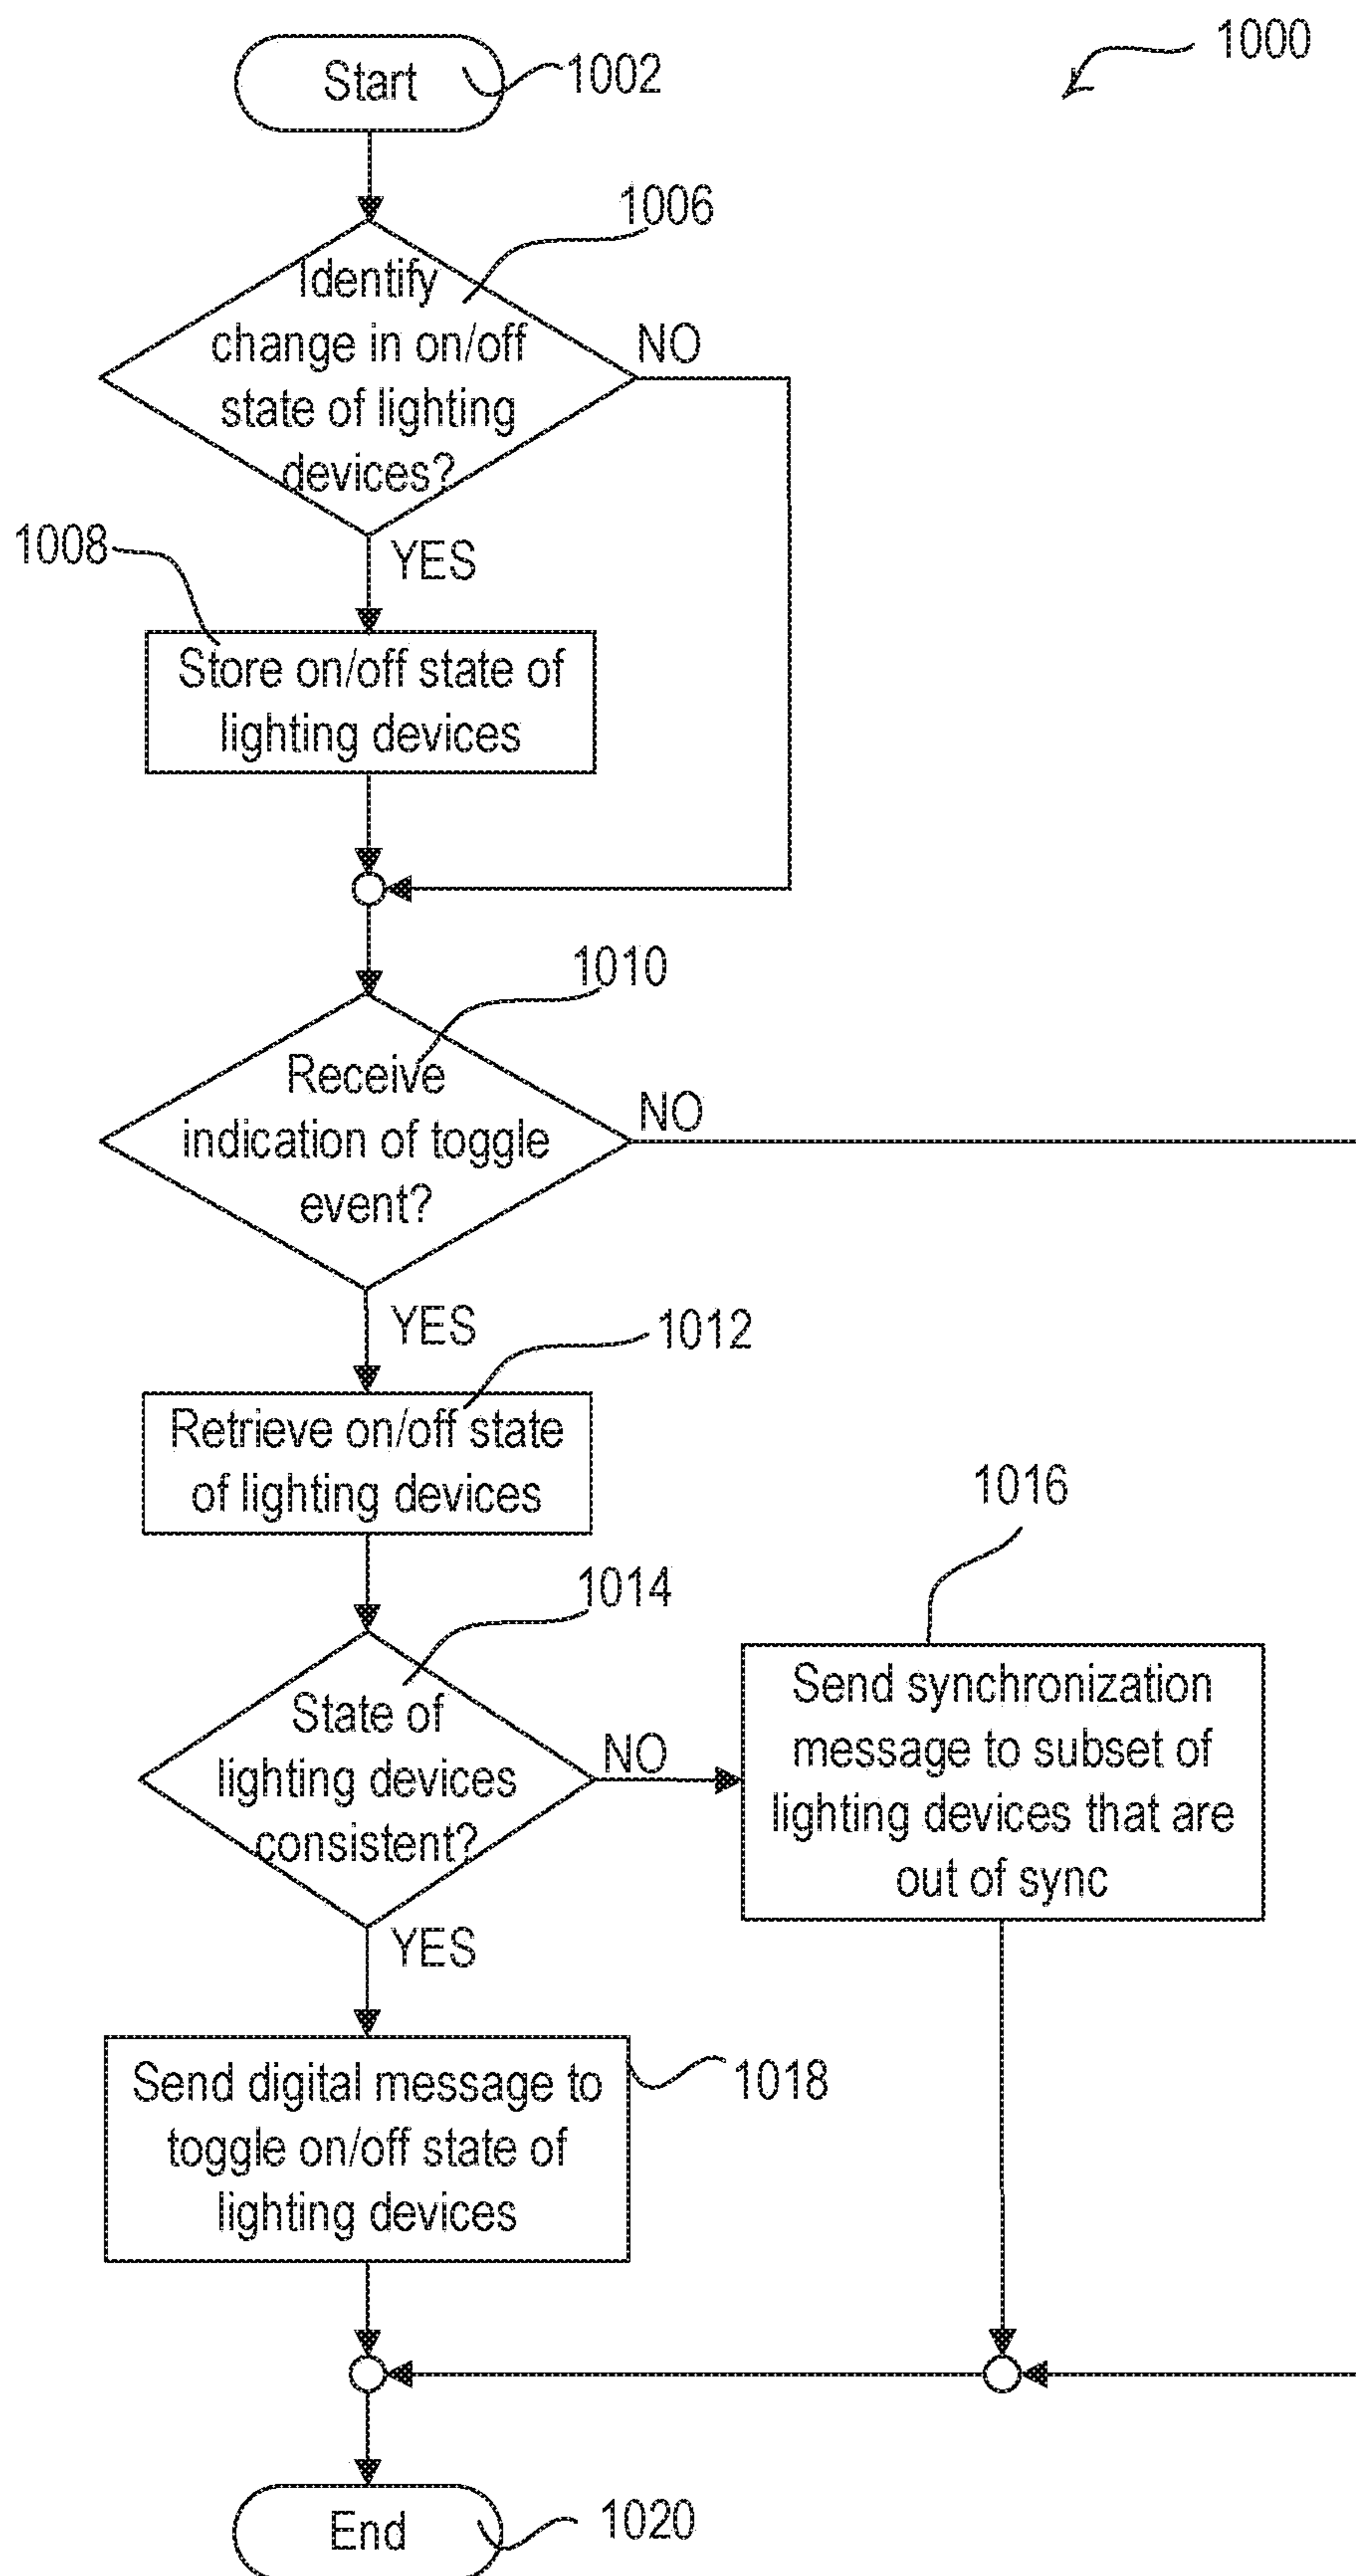 1000
Start
1002
1006
Identify
change in on/off
state of lighting
devices?
NO
YES
1008
Store on/off state of
lighting devices
1010
Receive
indication of toggle
event?
NO
YES
1012
Retrieve on/off state
of lighting devices
1014
State of
lighting devices
consistent?
NO
1016
Send synchronization
message to subset of
lighting devices that are
out of sync
YES
Send digital message to
toggle on/off state of
lighting devices
1018
End
1020